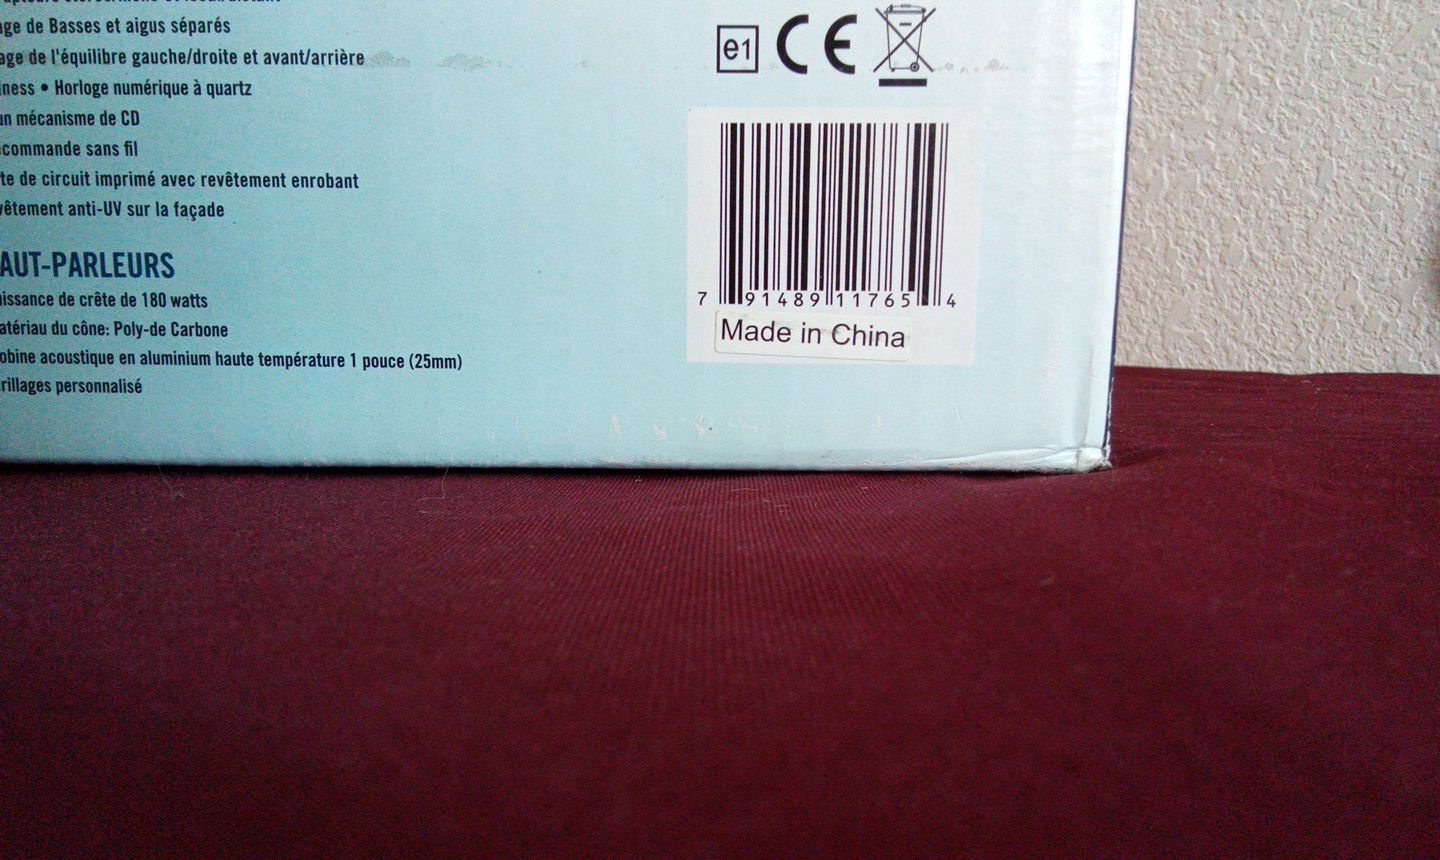 age de Basses et aigus séparés
age de l'équilibre gauche/droite et avant/arrière
ness • Horloge numérique à quartz
un mécanisme de CD
commande sans fil
te de circuit imprimé avec revêtement enrobant
vêtement anti-UV sur la façade
AUT-PARLEURS
issance de crête de 180 watts
atériau du cône: Poly-de Carbone
obine acoustique en aluminium haute température 1 pouce (25mm)
rillages personnalisé
e1 CE
7 91489 11765 4
Made in China